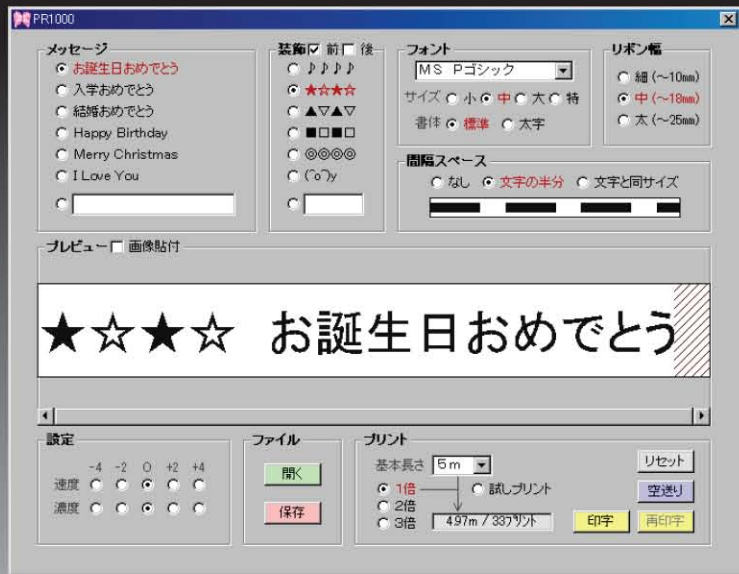 PR1000
メッセージ
お誕生日おめでとう
入学おめでとう
結婚おめでとう
Happy Birthday
Merry Christmas
I Love You
装飾 前 後
♪♪♪♪
★☆★☆
▲▽▲▽
■□■□
◎◎◎◎
(^o^)y
フォント
MS Pゴシック
サイズ 小 中 大 特
書体 標準 太字
リボン幅
細(～10mm)
中(～18mm)
太(～25mm)
間隔スペース
なし 文字の半分 文字と同サイズ
プレビュー 画像貼付
★☆★☆ お誕生日おめでとう
設定
-4 -2 0 +2 +4
速度
濃度
ファイル
開く
保存
プリント
基本長さ 5m
1倍 試しプリント
2倍
3倍 4.97m / 33プリント
リセット
空送り
印字 再印字